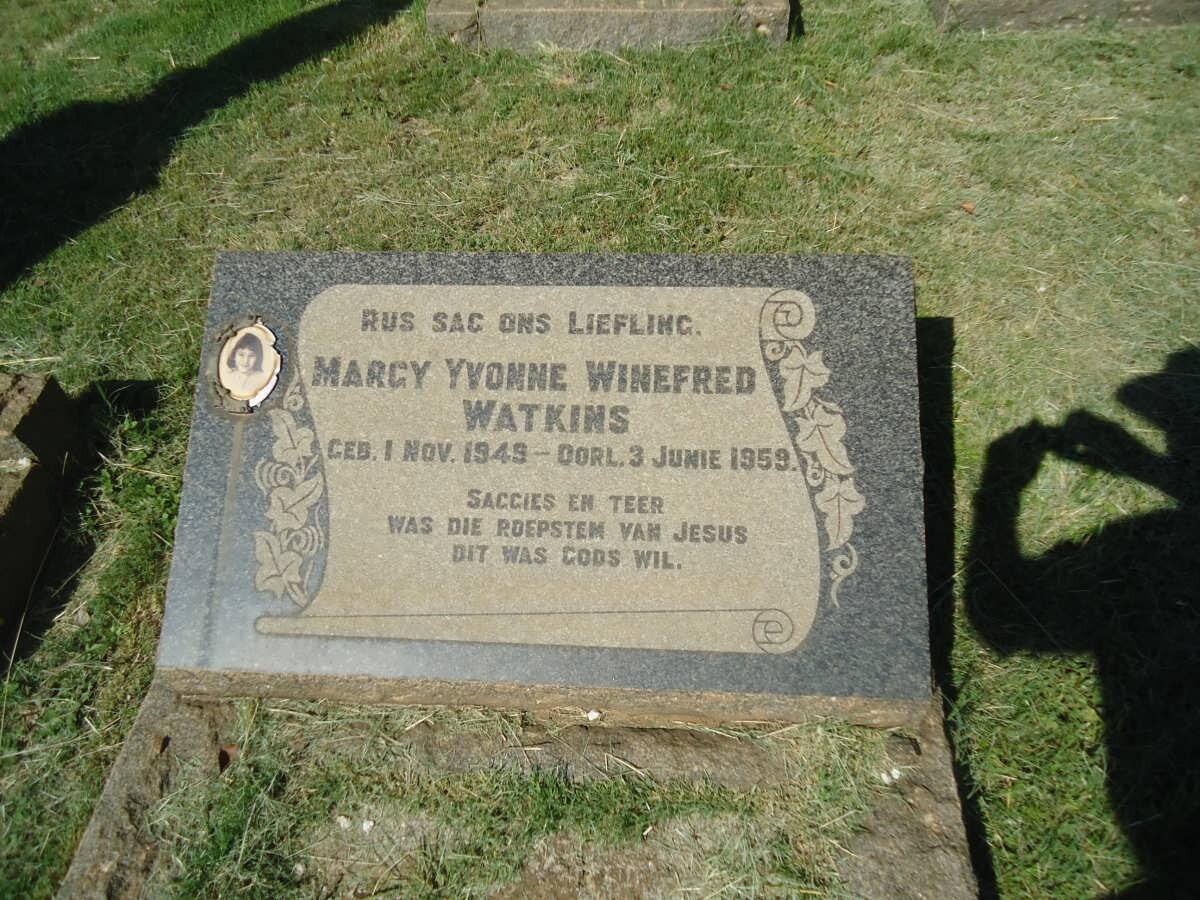 Rus sag ons Liefling.
Margy Yvonne Winefred
Watkins
Geb. 1 Nov. 1949 – Oorl. 3 Junie 1959.
Saggies en teer
was die roepstem van Jesus
dit was Gods wil.